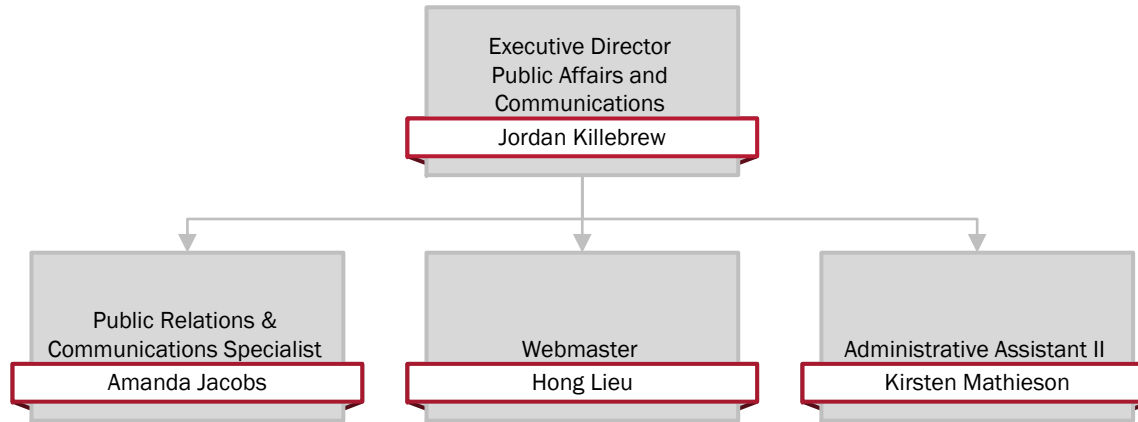 Executive Director
Public Affairs and
Communications
Jordan Killebrew
Public Relations &
Communications Specialist
Amanda Jacobs
Webmaster
Hong Lieu
Administrative Assistant II
Kirsten Mathieson